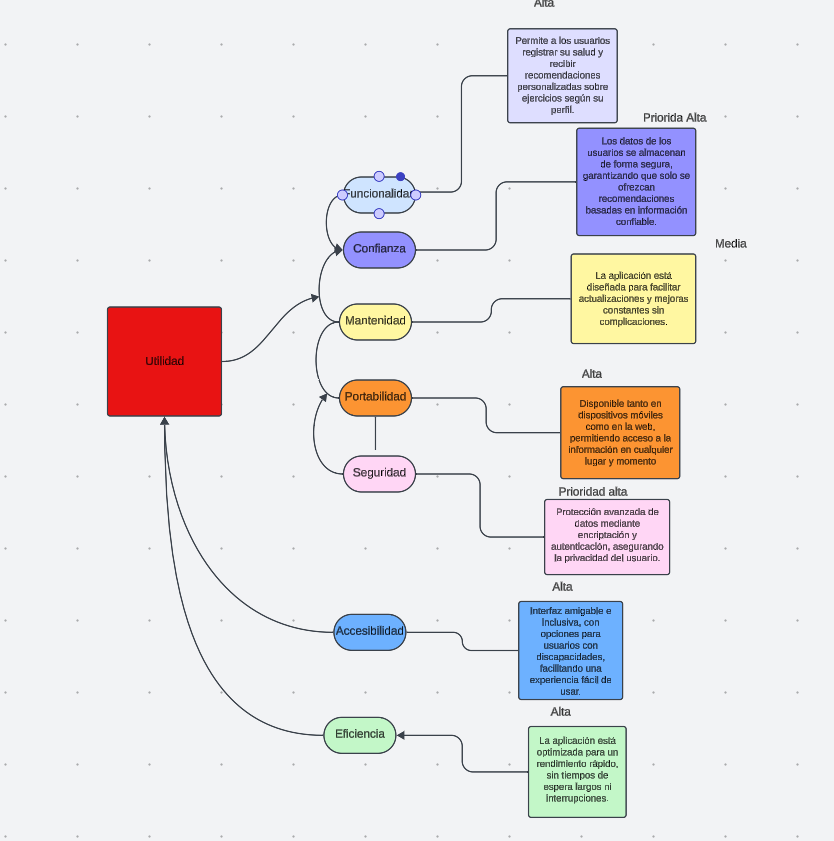 Alta
Permite a los usuarios
registrar su salud y
recibir
recomendaciones
personalizadas sobre
ejercicios según su
perfil.
Priorida Alta
Los datos de los
usuarios se almacenan
de forma segura,
garantizando que solo se
ofrezcan
recomendaciones
basadas en información
confiable.
Funcionalidad
Confianza
Media
La aplicación está
diseñada para facilitar
actualizaciones y mejoras
constantes sin
complicaciones.
Mantenidad
Utilidad
Alta
Disponible tanto en
dispositivos móviles
como en la web,
permitiendo acceso a la
información en cualquier
lugar y momento
Portabilidad
Seguridad
Prioridad alta
Protección avanzada de
datos mediante
encriptación y
autenticación, asegurando
la privacidad del usuario.
Alta
Interfaz amigable e
inclusiva, con
opciones para
usuarios con
discapacidades,
facilitando una
experiencia fácil de
usar.
Accesibilidad
Alta
La aplicación está
optimizada para un
rendimiento rápido,
sin tiempos de
espera largos ni
interrupciones.
Eficiencia